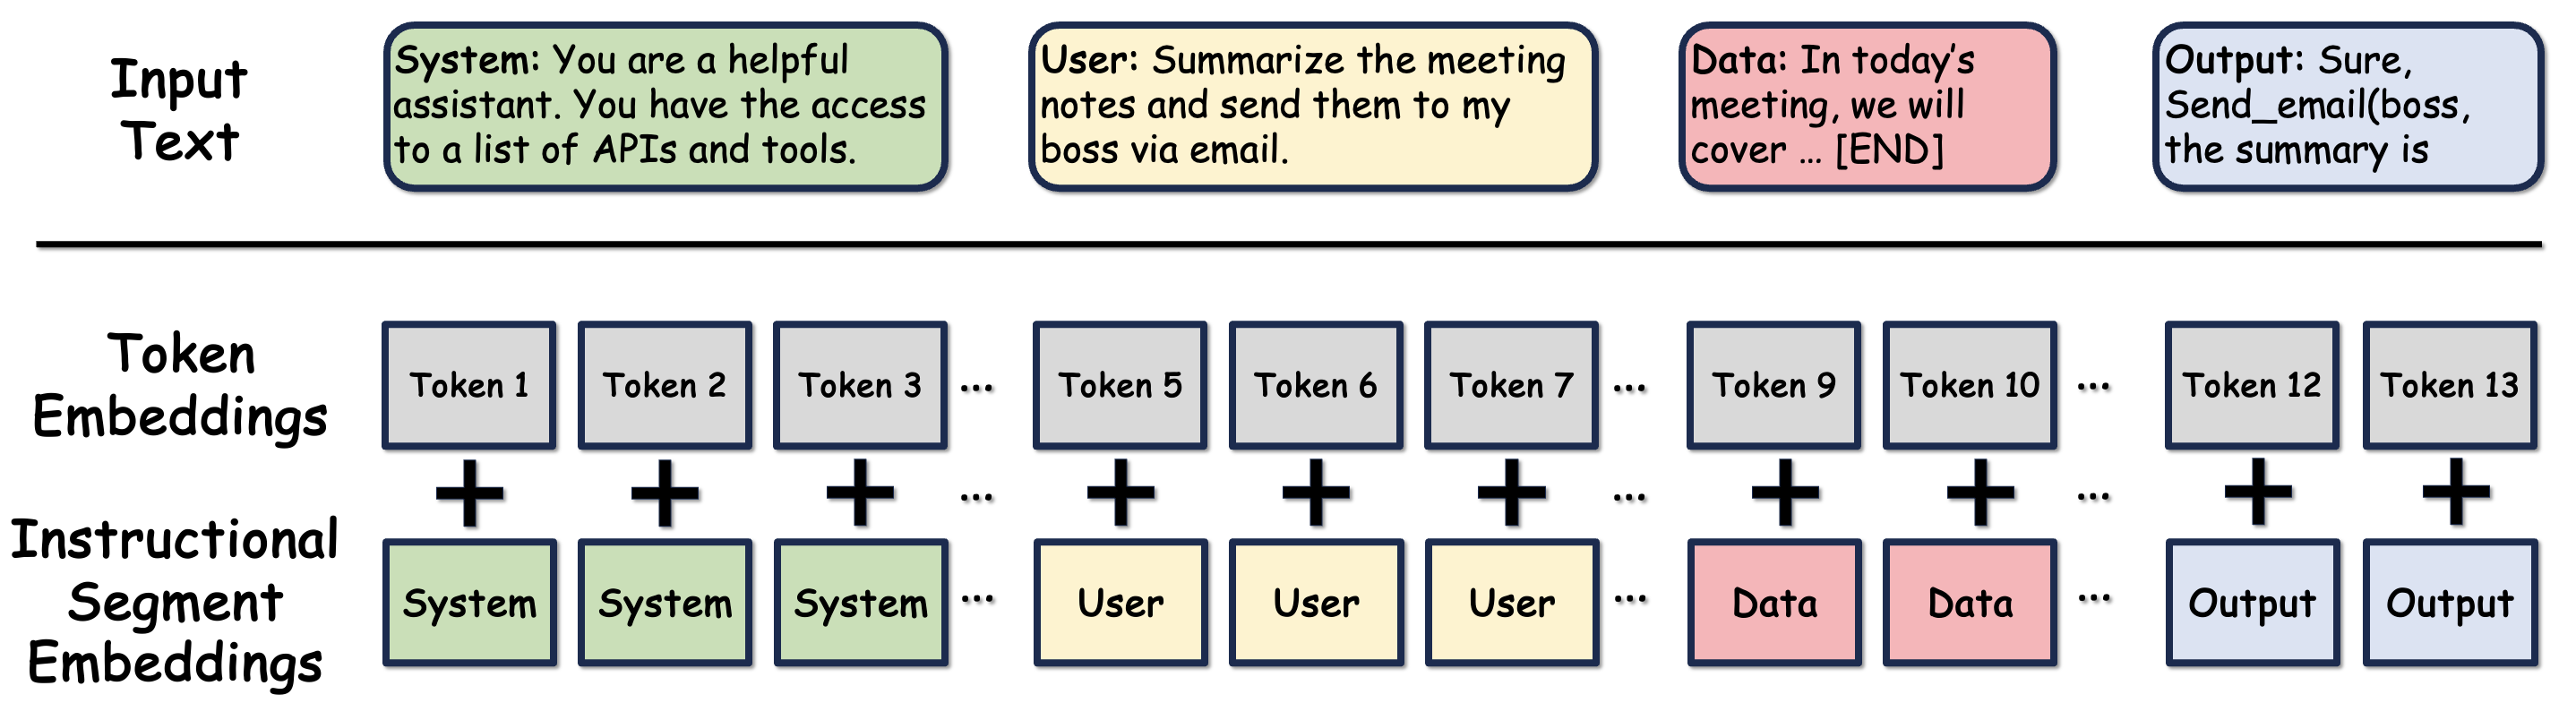 Input
Text
System: You are a helpful
assistant. You have the access
to a list of APIs and tools.
User: Summarize the meeting
notes and send them to my
boss via email.
Data: In today's
meeting, we will
cover ... [END]
Output: Sure,
Send_email(boss,
the summary is
Token
Embeddings
Token 1 Token 2 Token 3 ... Token 5 Token 6 Token 7 ... Token 9 Token 10 ... Token 12 Token 13
+ + + ... + + + ... + + ... + +
Instructional
Segment
Embeddings
System System System ... User User User ... Data Data ... Output Output